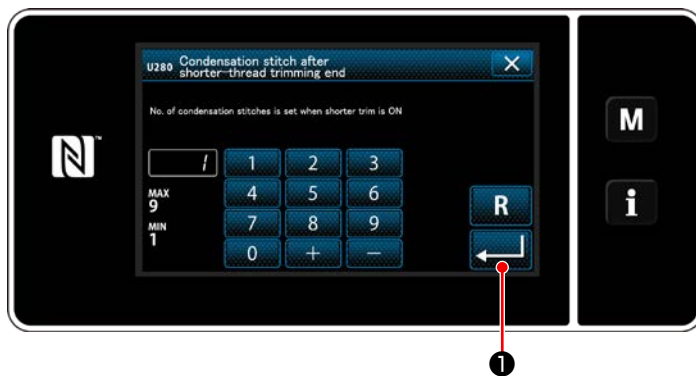 U280 Condensation stitch after
shorter-thread trimming end
No. of condensation stitches is set when shorter trim is ON
1
1 2 3
MAX
9
4 5 6
MIN
1
7 8 9
0 + −
R
M
i
N
❶